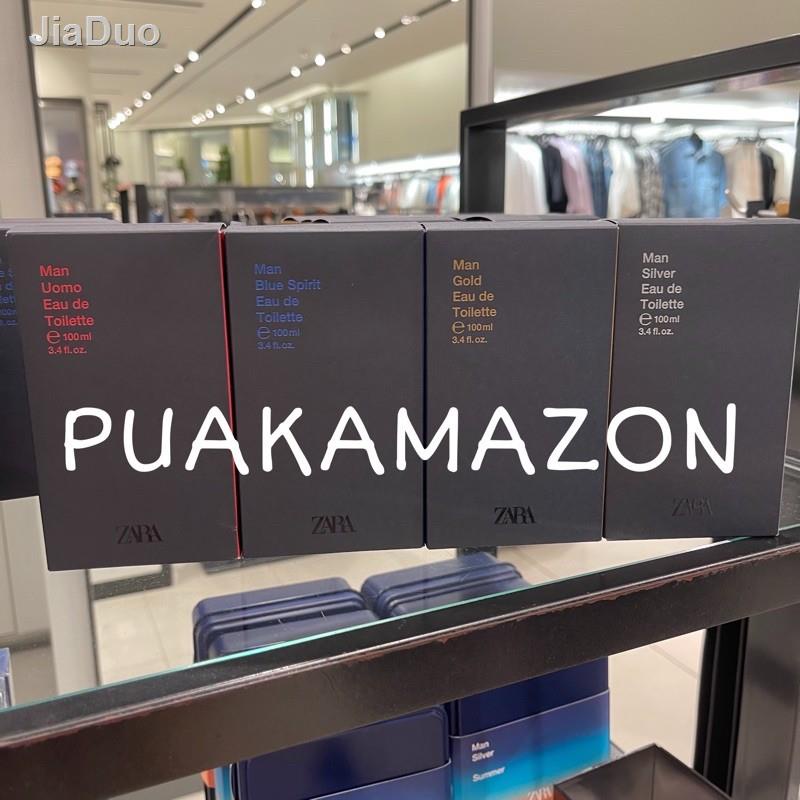 JiaDuo
Man
Uomo
Eau de
Toilette
℮ 100ml
3.4 fl.oz.
Man
Blue Spirit
Eau de
Toilette
℮ 100ml
3.4 fl.oz.
Man
Gold
Eau de
Toilette
℮ 100ml
3.4 fl.oz.
Man
Silver
Eau de
Toilette
℮ 100ml
3.4 fl.oz.
PUAKAMAZON
ZARA
ZARA
ZARA
ZARA
Man
Silver
Summer
ZARA